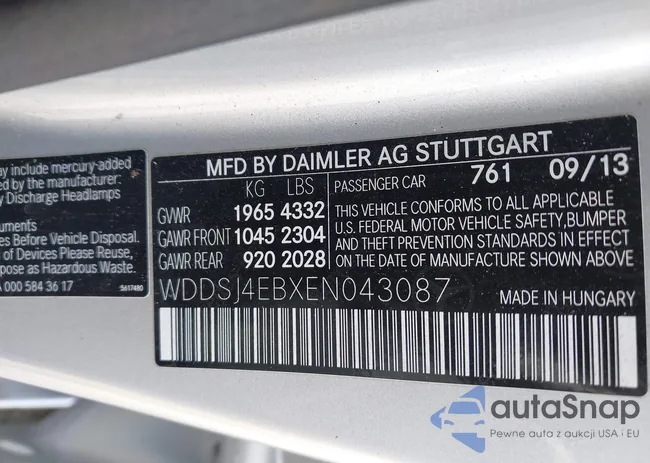 ay include mercury-added
d by the manufacturer.
y Discharge Headlamps
uments
es Before Vehicle Disposal.
n of Devices Please Reuse,
pose as Hazardous Waste.
A 000 584 36 17
5617480
MFD BY DAIMLER AG STUTTGART
KG LBS
GVWR 1965 4332
GAWR FRONT 1045 2304
GAWR REAR 920 2028
PASSENGER CAR 761 09/13
THIS VEHICLE CONFORMS TO ALL APPLICABLE
U.S. FEDERAL MOTOR VEHICLE SAFETY,BUMPER
AND THEFT PREVENTION STANDARDS IN EFFECT
ON THE DATE OF MANUFACTURE SHOWN ABOVE
WDDSJ4EBXEN043087
MADE IN HUNGARY
autaSnap
Pewne auta z aukcji USA i EU